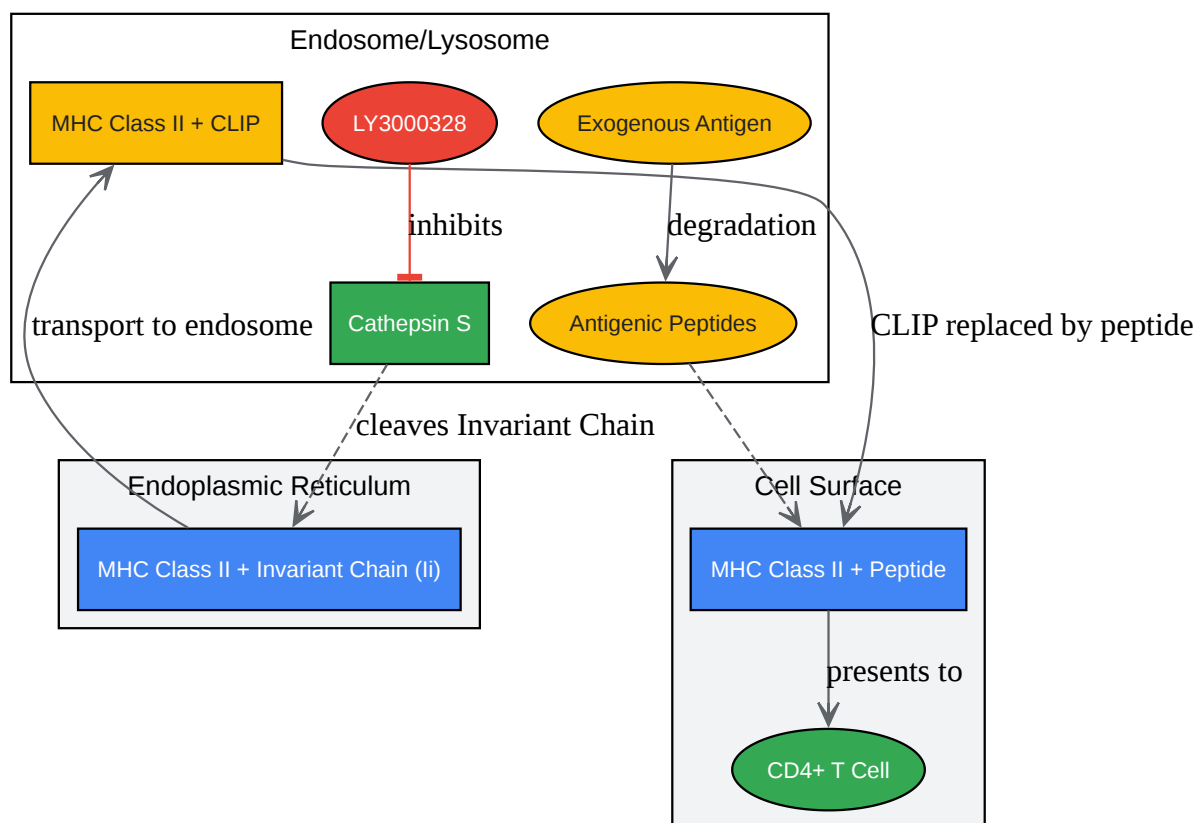 Endosome/Lysosome
MHC Class II + CLIP
LY3000328
Exogenous Antigen
inhibits
degradation
transport to endosome
Cathepsin S
Antigenic Peptides
CLIP replaced by peptide
cleaves Invariant Chain
Endoplasmic Reticulum
Cell Surface
MHC Class II + Invariant Chain (Ii)
MHC Class II + Peptide
presents to
CD4+ T Cell